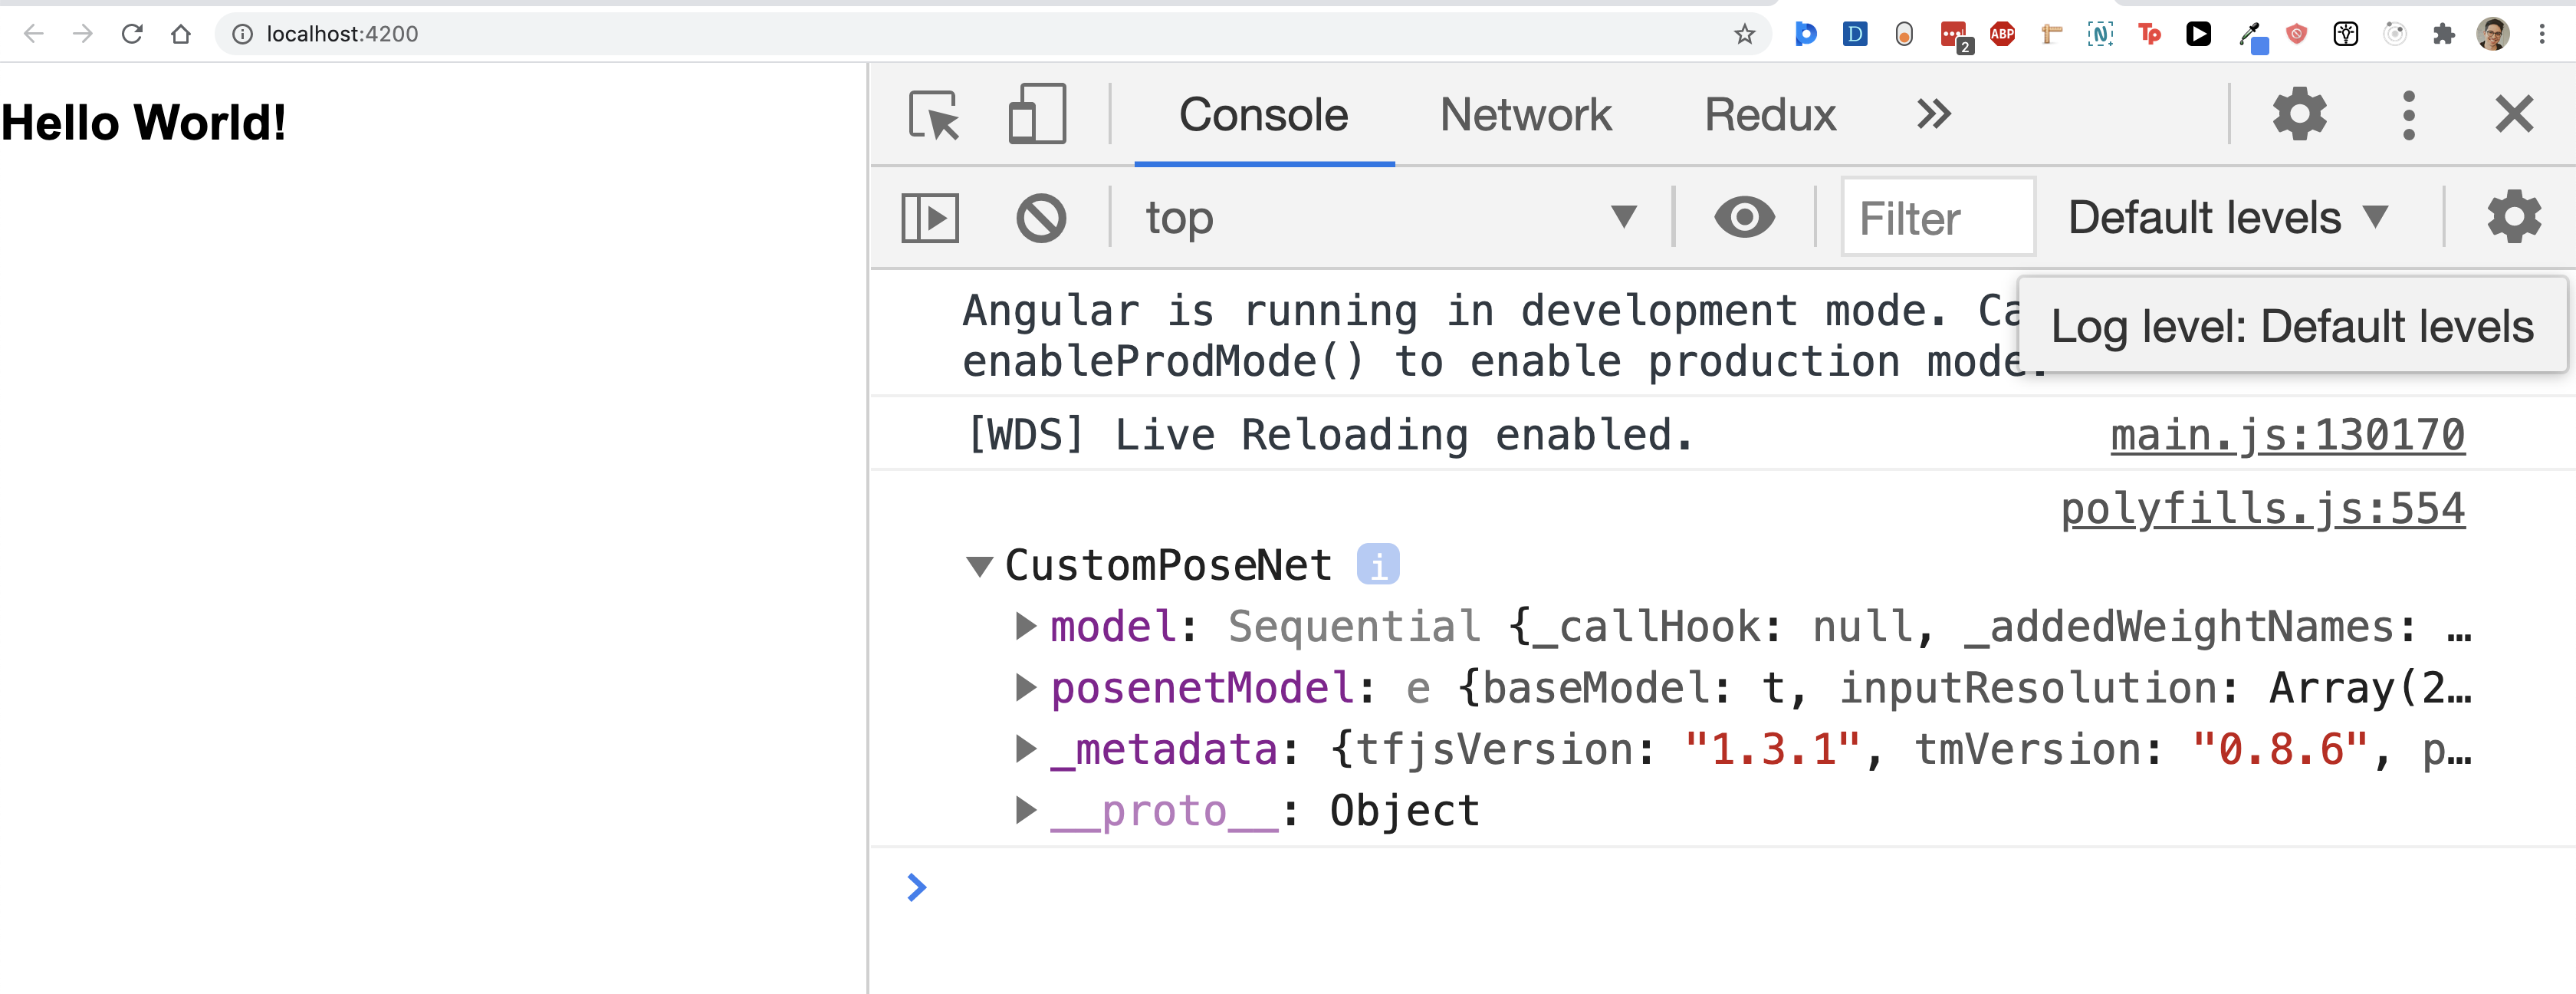 localhost:4200
2
ABP
Tp
Hello World!
Console Network Redux
top Filter Default levels
Log level: Default levels
Angular is running in development mode.
enableProdMode() to enable production mode.
[WDS] Live Reloading enabled. main.js:130170
polyfills.js:554
CustomPoseNet i
model: Sequential {_callHook: null, _addedWeightNames: …
posenetModel: e {baseModel: t, inputResolution: Array(2…
_metadata: {tfjsVersion: "1.3.1", tmVersion: "0.8.6", p…
__proto__: Object